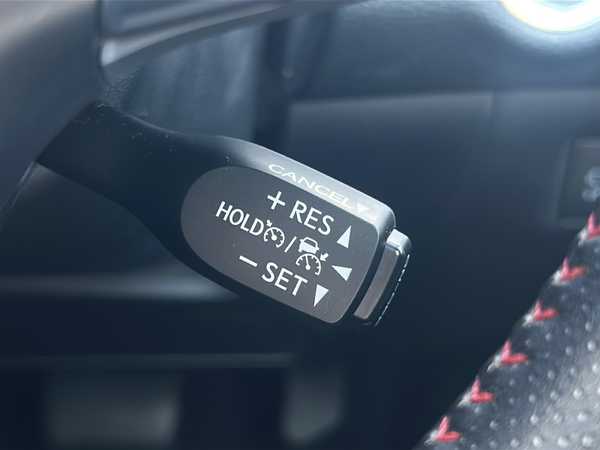 CANCEL▼
+ RES ▲
HOLD /
− SET ▼